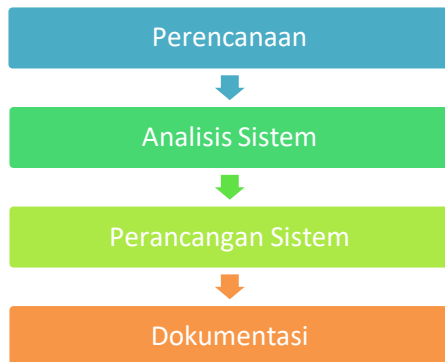 Perencanaan
Analisis Sistem
Perancangan Sistem
Dokumentasi